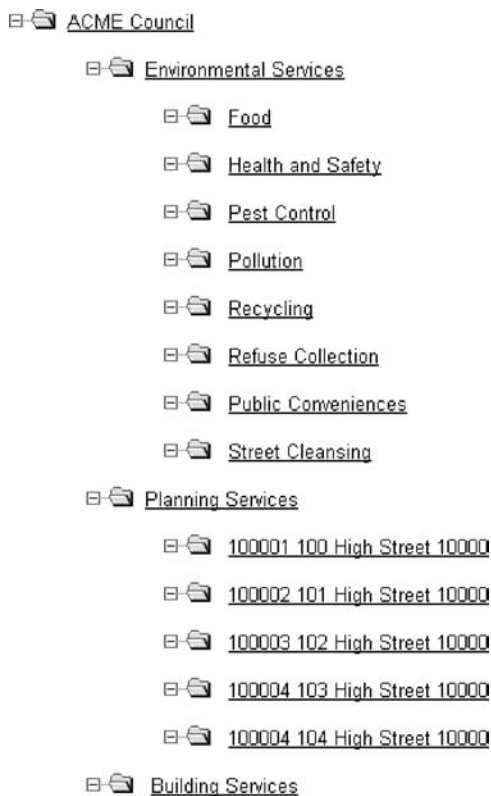 ACME Council
Environmental Services
Food
Health and Safety
Pest Control
Pollution
Recycling
Refuse Collection
Public Conveniences
Street Cleansing
Planning Services
100001 100 High Street 10000
100002 101 High Street 10000
100003 102 High Street 10000
100004 103 High Street 10000
100004 104 High Street 10000
Building Services